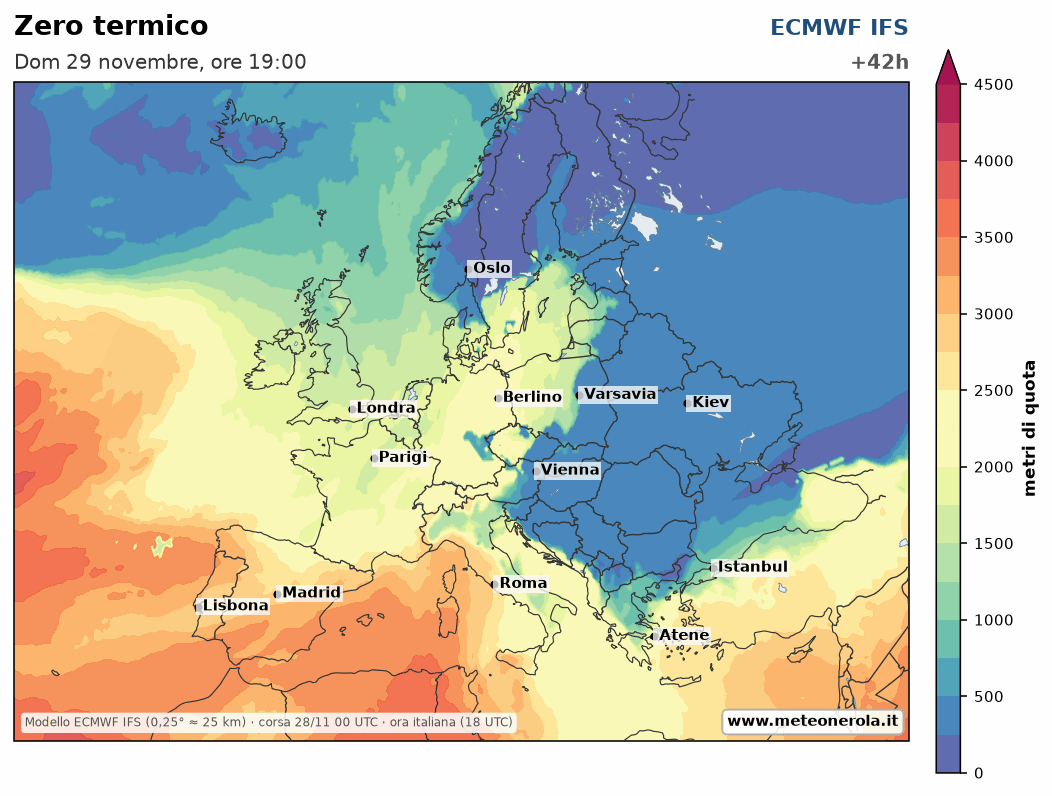 Zero termico
ECMWF IFS
Dom 29 novembre, ore 19:00
+42h
Oslo
Berlino
Varsavia
Kiev
Londra
Parigi
Vienna
Istanbul
Roma
Madrid
Lisbona
Atene
Modello ECMWF IFS (0,25° ≈ 25 km) · corsa 28/11 00 UTC · ora italiana (18 UTC)
www.meteonerola.it
4500
4000
3500
3000
2500
2000
1500
1000
500
0
metri di quota